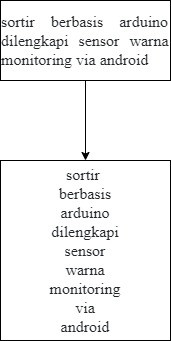 sortir berbasis arduino
dilengkapi sensor warna
monitoring via android
sortir
berbasis
arduino
dilengkapi
sensor
warna
monitoring
via
android